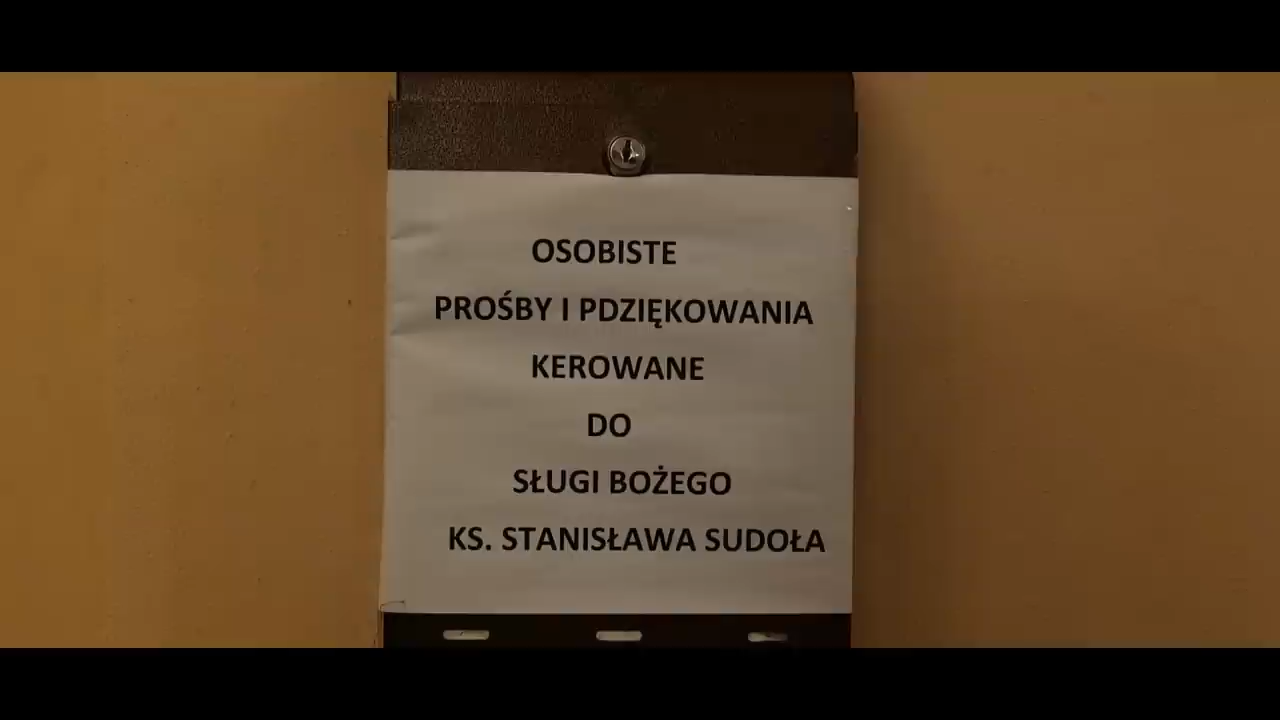 OSOBISTE
PROŚBY I PDZIĘKOWANIA
KEROWANE
DO
SŁUGI BOŻEGO
KS. STANISŁAWA SUDOŁA